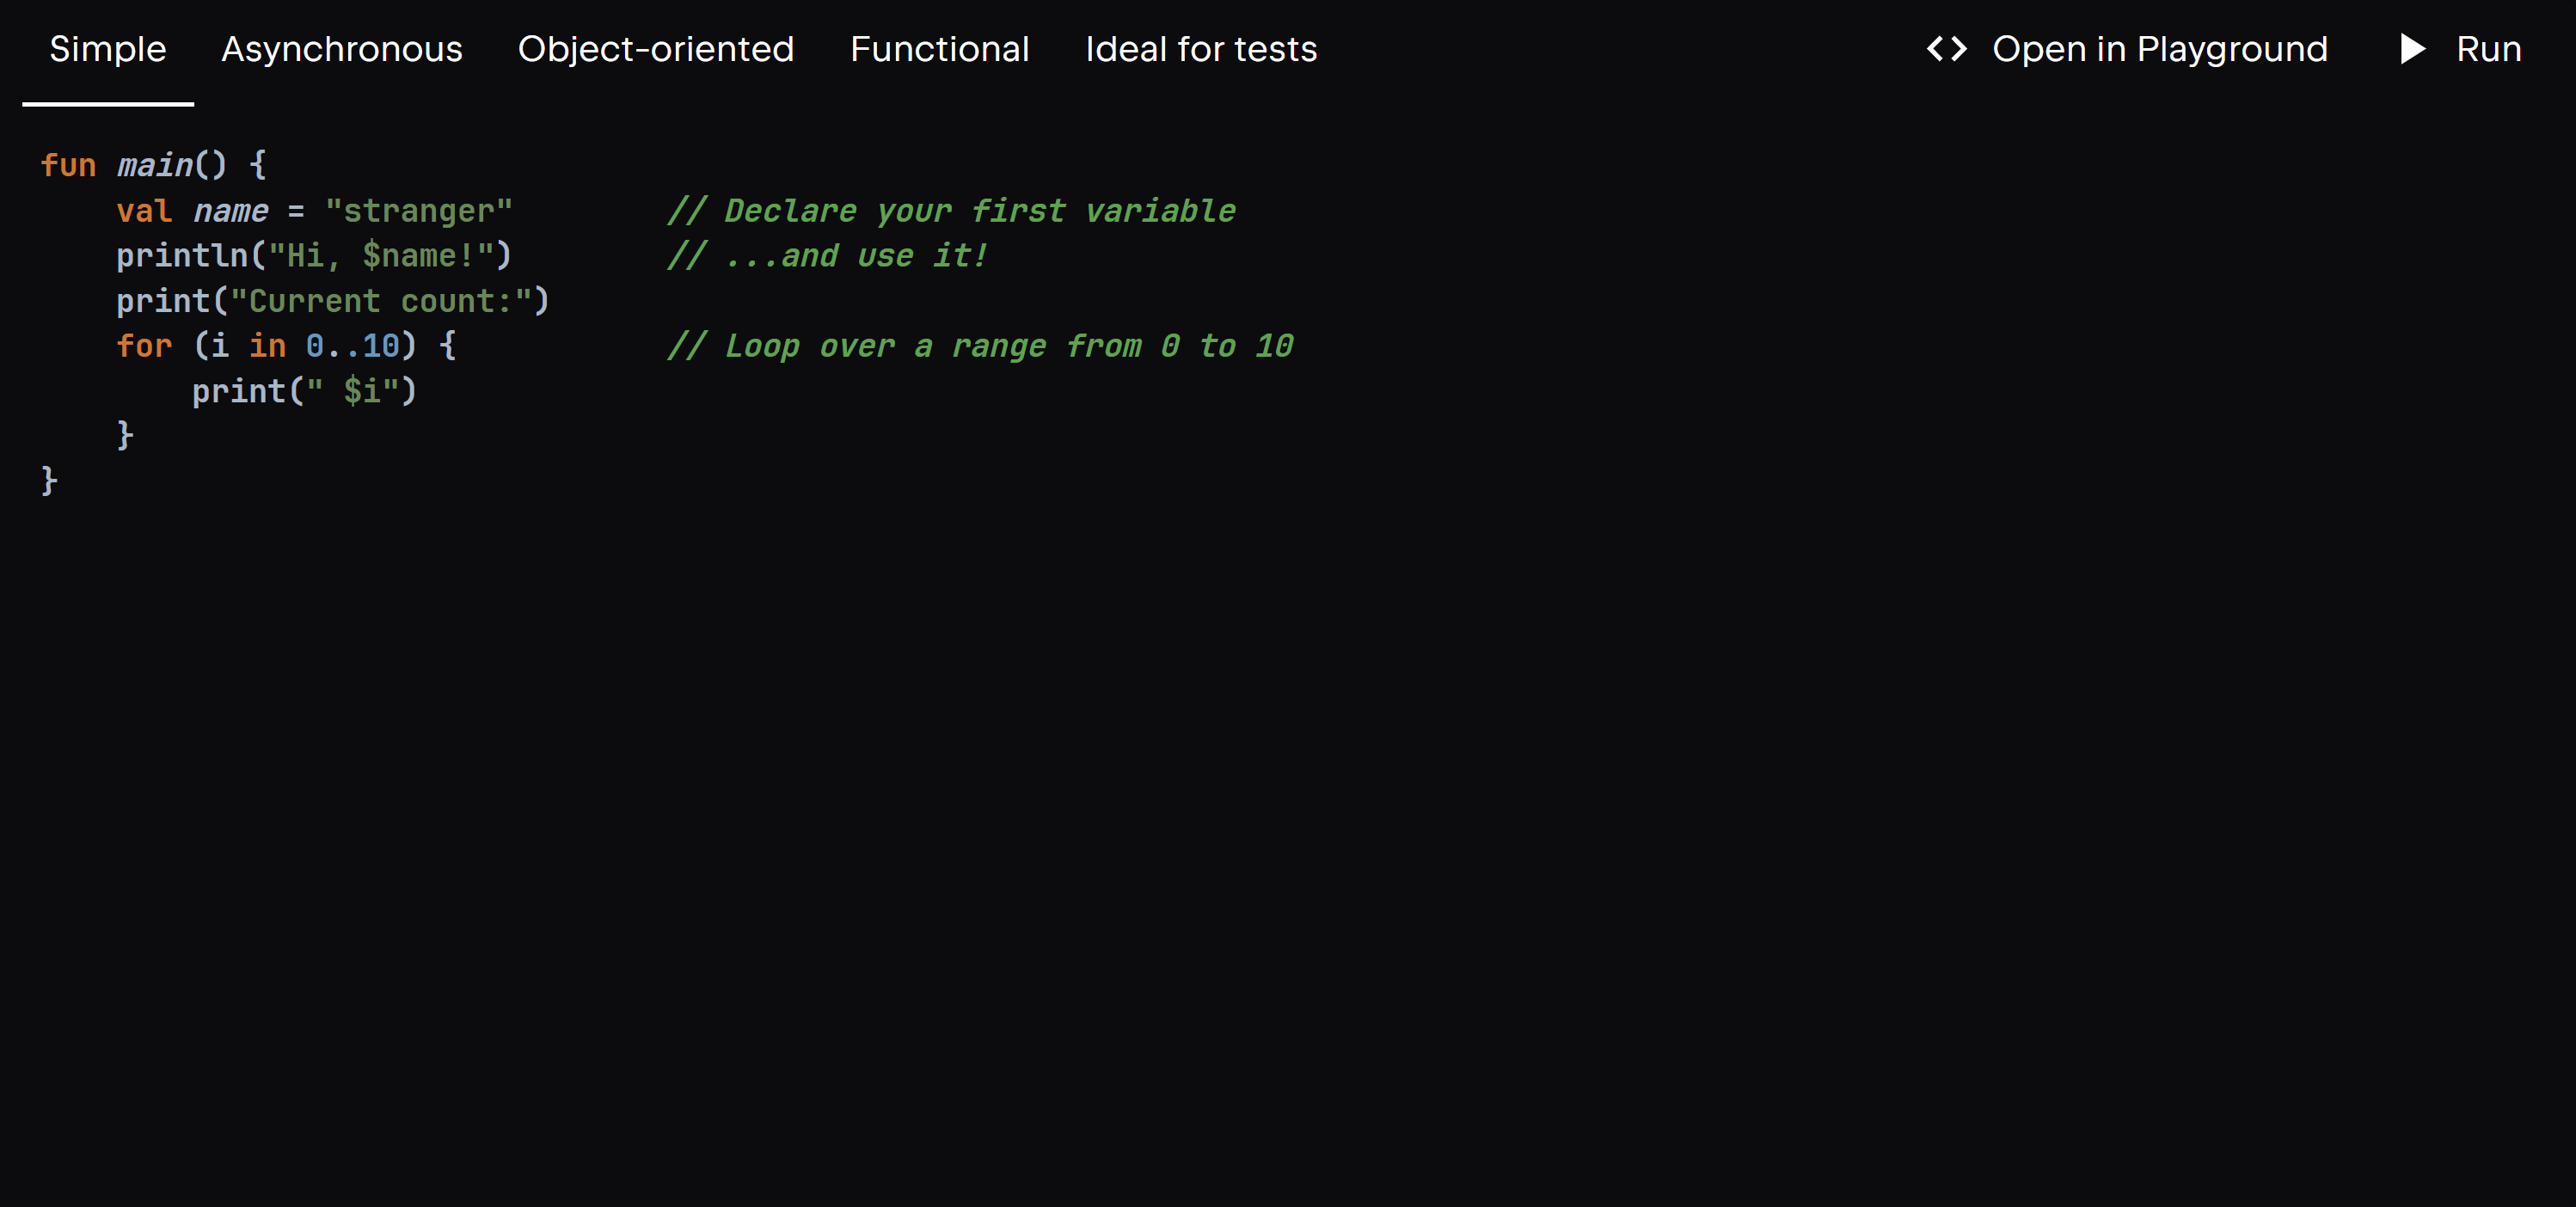 Simple Asynchronous Object-oriented Functional Ideal for tests <> Open in Playground Run
fun main() {
    val name = "stranger"        // Declare your first variable
    println("Hi, $name!")        // ...and use it!
    print("Current count:")
    for (i in 0..10) {           // Loop over a range from 0 to 10
        print(" $i")
    }
}